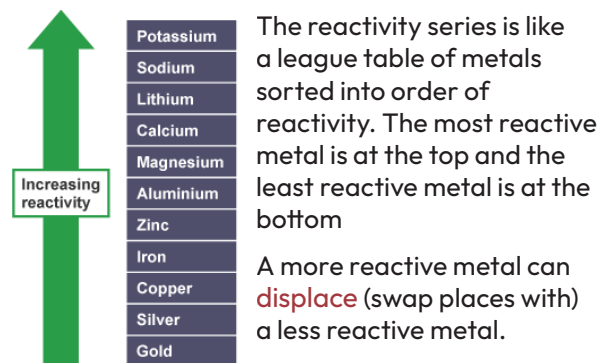 Increasing
reactivity
Potassium
Sodium
Lithium
Calcium
Magnesium
Aluminium
Zinc
Iron
Copper
Silver
Gold
The reactivity series is like
a league table of metals
sorted into order of
reactivity. The most reactive
metal is at the top and the
least reactive metal is at the
bottom
A more reactive metal can
displace (swap places with)
a less reactive metal.